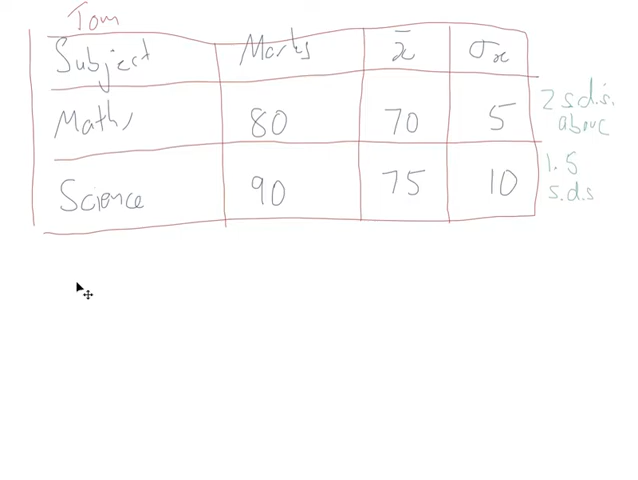 Tom
Subject Marks x̄ σx
Maths 80 70 5 2 s.d.s. above
Science 90 75 10 1.5 s.d.s